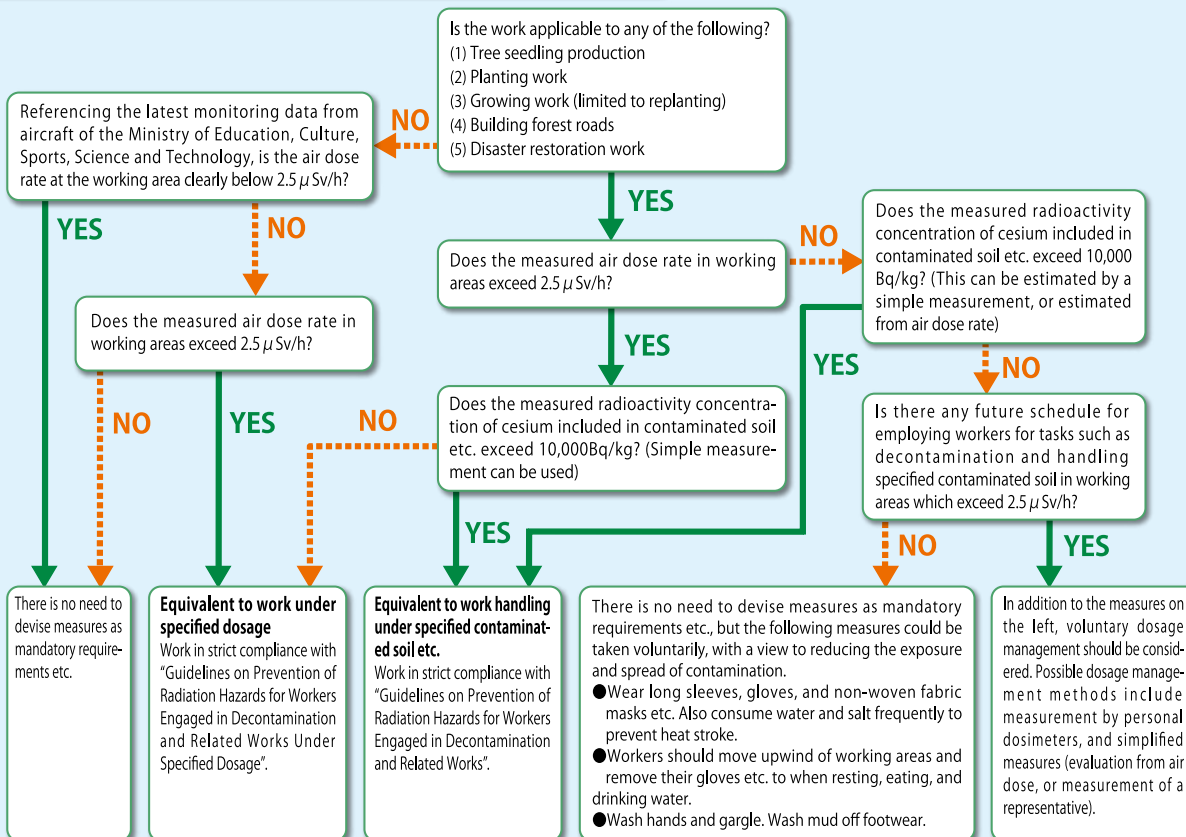 Is the work applicable to any of the following?
(1) Tree seedling production
(2) Planting work
(3) Growing work (limited to replanting)
(4) Building forest roads
(5) Disaster restoration work
NO
Referencing the latest monitoring data from
aircraft of the Ministry of Education, Culture,
Sports, Science and Technology, is the air dose
rate at the working area clearly below 2.5 μ Sv/h?
YES
NO
YES
Does the measured air dose rate in working
areas exceed 2.5 μ Sv/h?
NO
Does the measured radioactivity
concentration of cesium included in
contaminated soil etc. exceed 10,000
Bq/kg? (This can be estimated by a
simple measurement, or estimated
from air dose rate)
Does the measured air dose rate in
working areas exceed 2.5 μ Sv/h?
YES
YES
NO
NO
YES
NO
Does the measured radioactivity concentra-
tion of cesium included in contaminated soil
etc. exceed 10,000Bq/kg? (Simple measure-
ment can be used)
Is there any future schedule for
employing workers for tasks such as
decontamination and handling
specified contaminated soil in working
areas which exceed 2.5 μ Sv/h?
YES
NO
YES
There is no need to
devise measures as
mandatory require-
ments etc.
Equivalent to work under
specified dosage
Work in strict compliance with
“Guidelines on Prevention of
Radiation Hazards for Workers
Engaged in Decontamination
and Related Works Under
Specified Dosage”.
Equivalent to work handling
under specified contaminat-
ed soil etc.
Work in strict compliance with
“Guidelines on Prevention of
Radiation Hazards for Workers
Engaged in Decontamination
and Related Works”.
There is no need to devise measures as mandatory
requirements etc., but the following measures could be
taken voluntarily, with a view to reducing the exposure
and spread of contamination.
●Wear long sleeves, gloves, and non-woven fabric
masks etc. Also consume water and salt frequently to
prevent heat stroke.
●Workers should move upwind of working areas and
remove their gloves etc. to when resting, eating, and
drinking water.
●Wash hands and gargle. Wash mud off footwear.
In addition to the measures on
the left, voluntary dosage
management should be consid-
ered. Possible dosage manage-
ment methods include
measurement by personal
dosimeters, and simplified
measures (evaluation from air
dose, or measurement of a
representative).